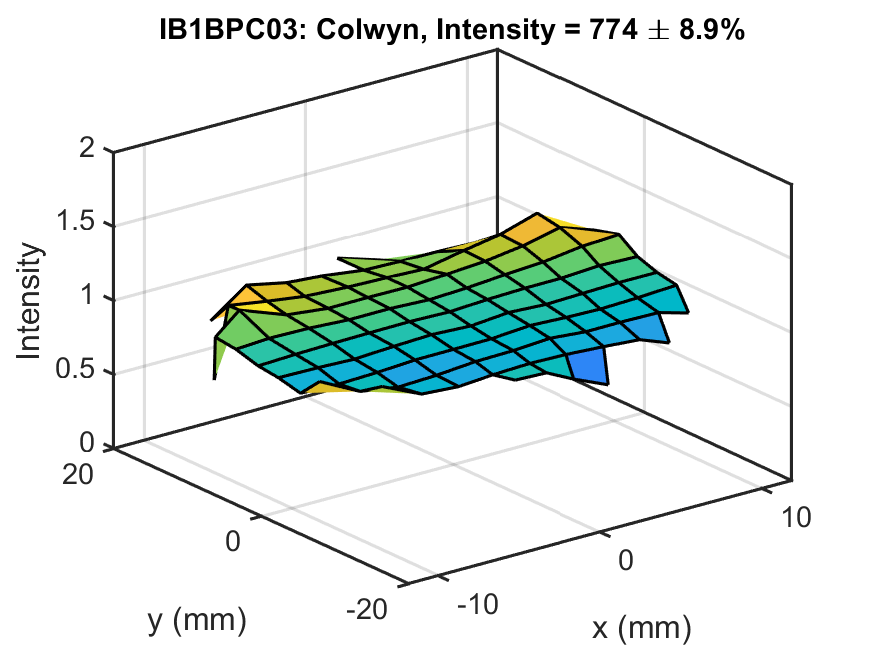 IB1BPC03: Colwyn, Intensity = 774 ± 8.9%
2
1.5
1
0.5
0
Intensity
20
0
-20
y (mm)
-10
0
10
x (mm)